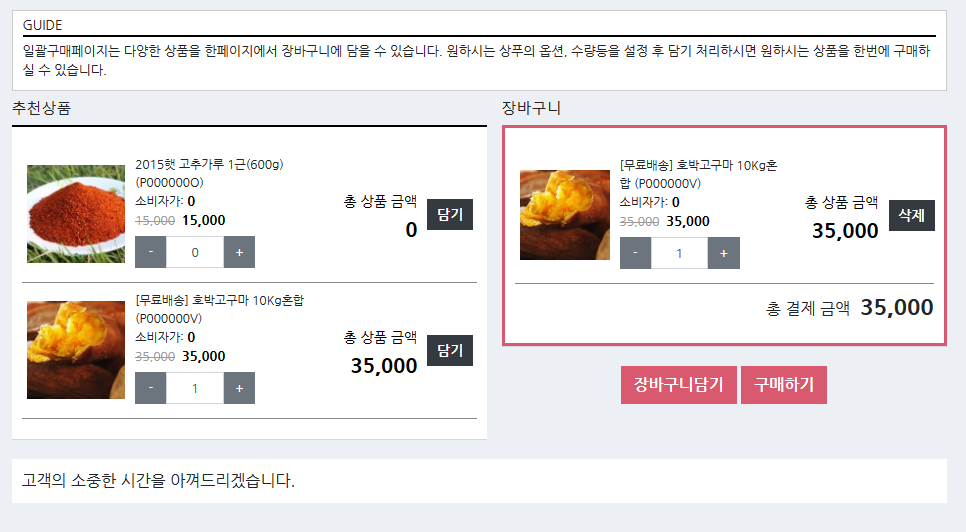 GUIDE
일괄구매페이지는 다양한 상품을 한페이지에서 장바구니에 담을 수 있습니다. 원하시는 상푸의 옵션, 수량등을 설정 후 담기 처리하시면 원하시는 상품을 한번에 구매하
실 수 있습니다.
추천상품
2015햇 고추가루 1근(600g)
(P000000O)
소비자가: 0
15,000 15,000
- 0 +
총 상품 금액
0
담기
[무료배송] 호박고구마 10Kg혼합
(P000000V)
소비자가: 0
35,000 35,000
- 1 +
총 상품 금액
35,000
담기
장바구니
[무료배송] 호박고구마 10Kg혼
합 (P000000V)
소비자가: 0
35,000 35,000
- 1 +
총 상품 금액
35,000
삭제
총 결제 금액 35,000
장바구니담기 구매하기
고객의 소중한 시간을 아껴드리겠습니다.